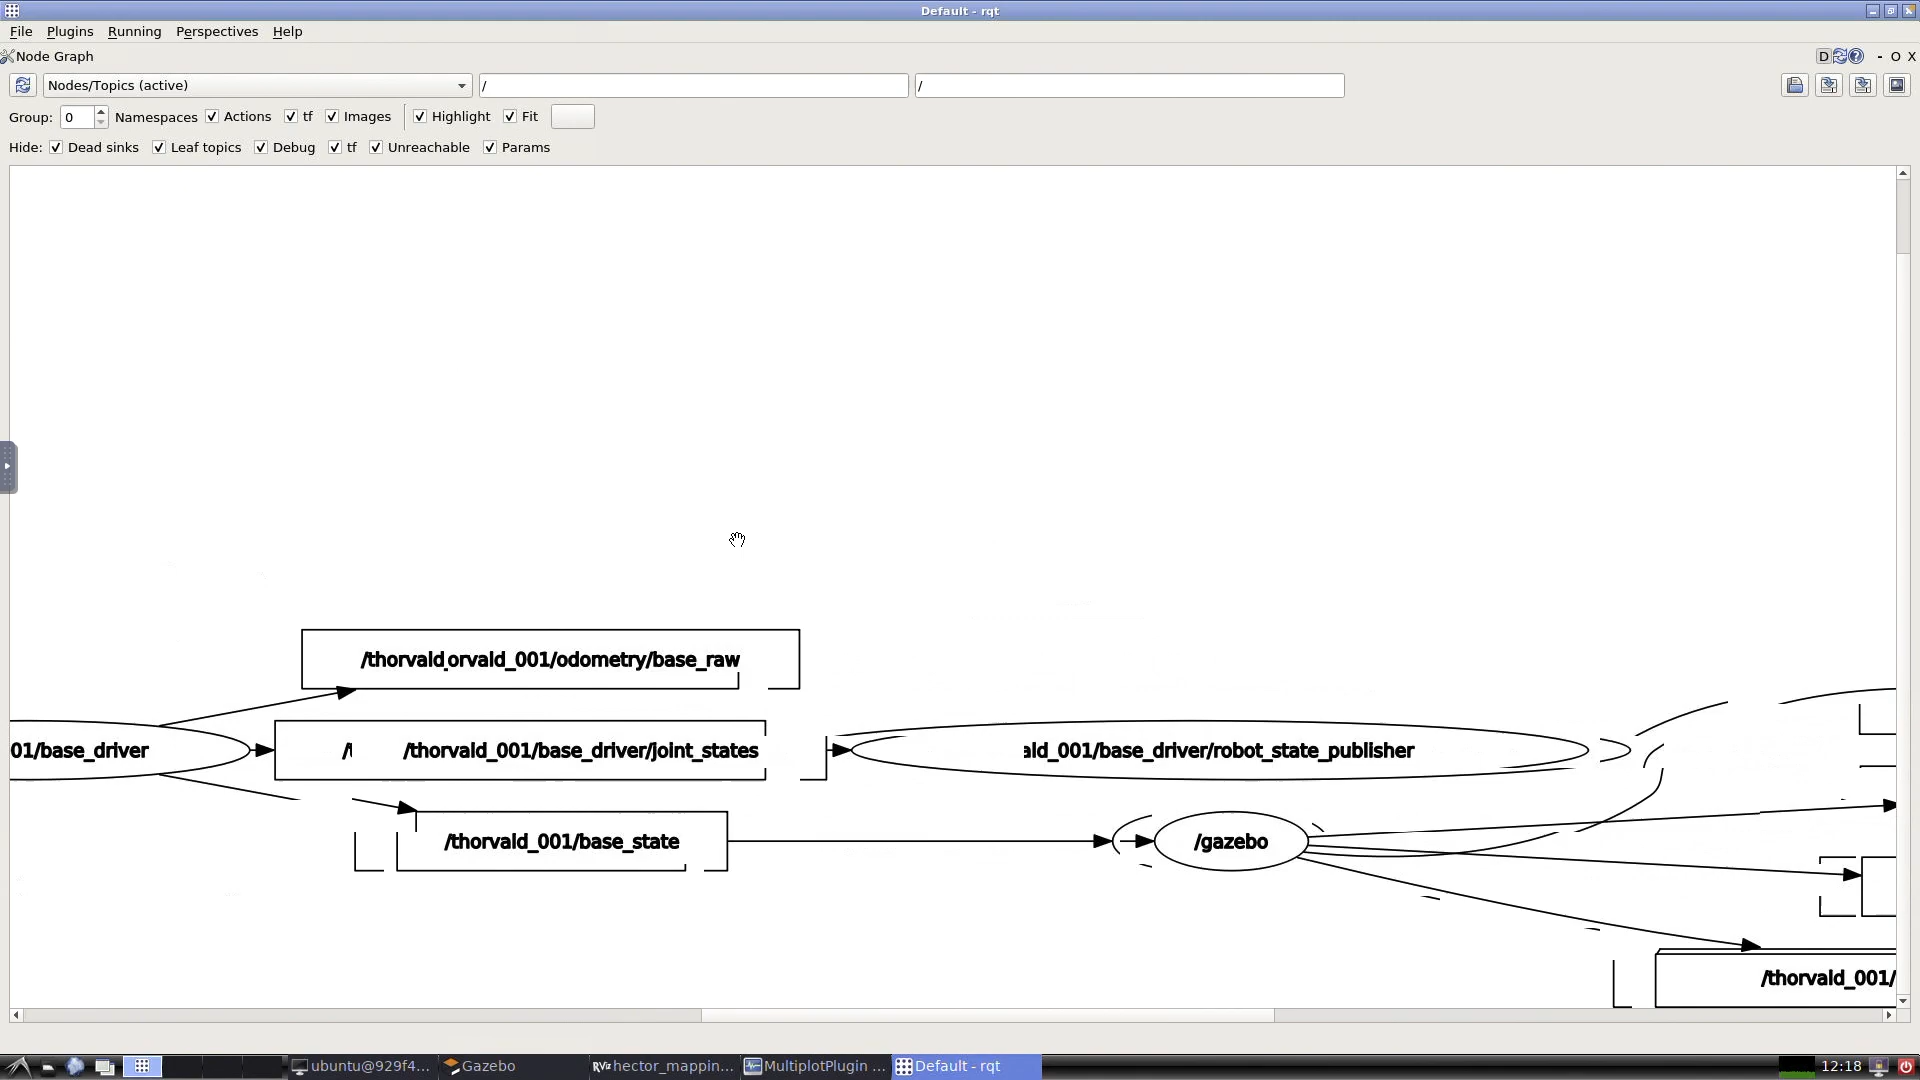 Default - rqt
File Plugins Running Perspectives Help
Node Graph D - O X
Nodes/Topics (active) / /
Group: 0 Namespaces Actions tf Images Highlight Fit
Hide: Dead sinks Leaf topics Debug tf Unreachable Params
/thorvald_orvald_001/odometry/base_raw
01/base_driver /thorvald_001/base_driver/joint_states ald_001/base_driver/robot_state_publisher
/thorvald_001/base_state /gazebo
/thorvald_001/
ubuntu@929f4... Gazebo RViz hector_mappin... MultiplotPlugin ... Default - rqt 12:18